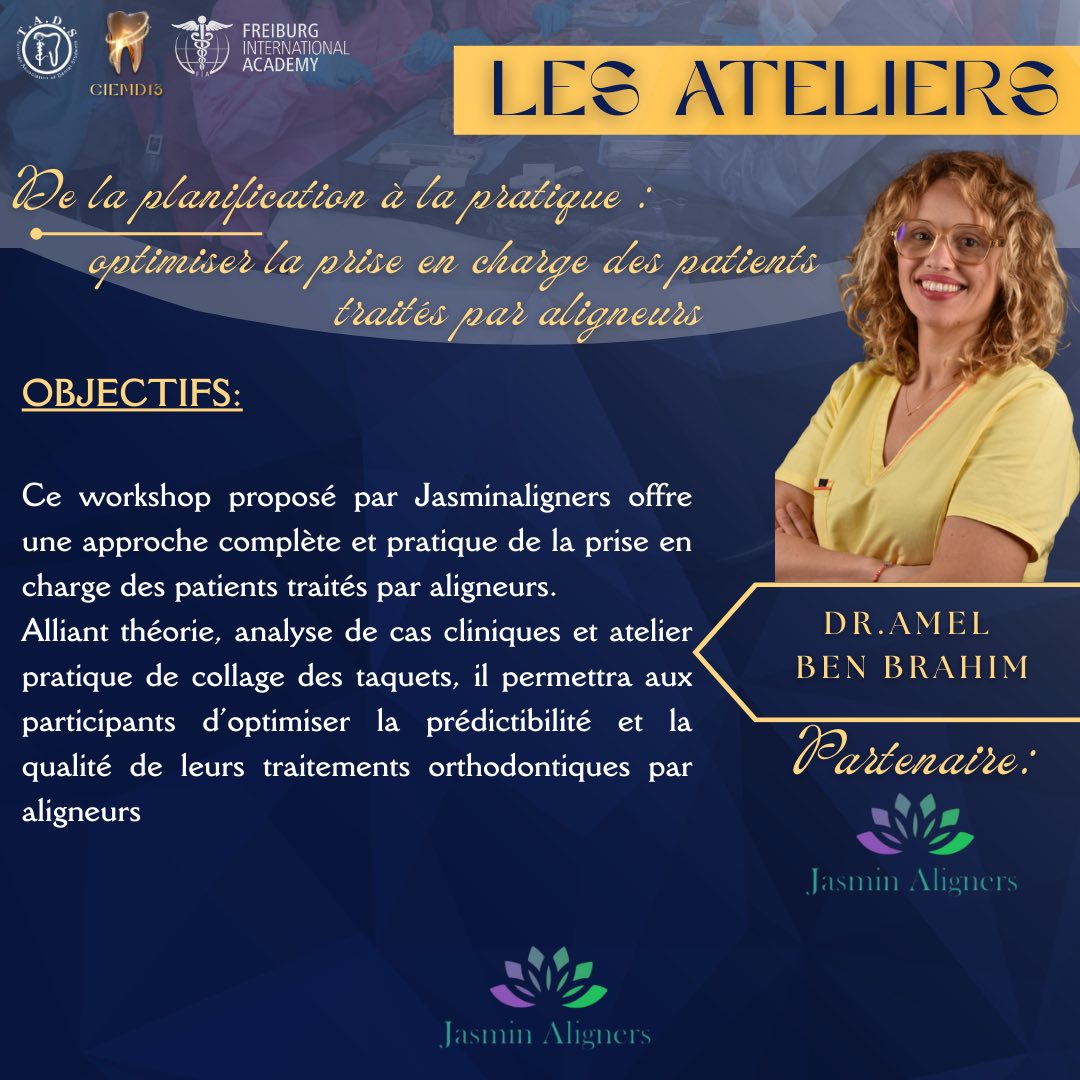 T.A.D.S
CIEMD13
FREIBURG
INTERNATIONAL
ACADEMY
FIA
LES ATELIERS
De la planification à la pratique :
optimiser la prise en charge des patients
traités par aligneurs
OBJECTIFS:
Ce workshop proposé par Jasminaligners offre
une approche complète et pratique de la prise en
charge des patients traités par aligneurs.
Alliant théorie, analyse de cas cliniques et atelier
pratique de collage des taquets, il permettra aux
participants d'optimiser la prédictibilité et la
qualité de leurs traitements orthodontiques par
aligneurs
DR.AMEL
BEN BRAHIM
Partenaire:
Jasmin Aligners
Jasmin Aligners